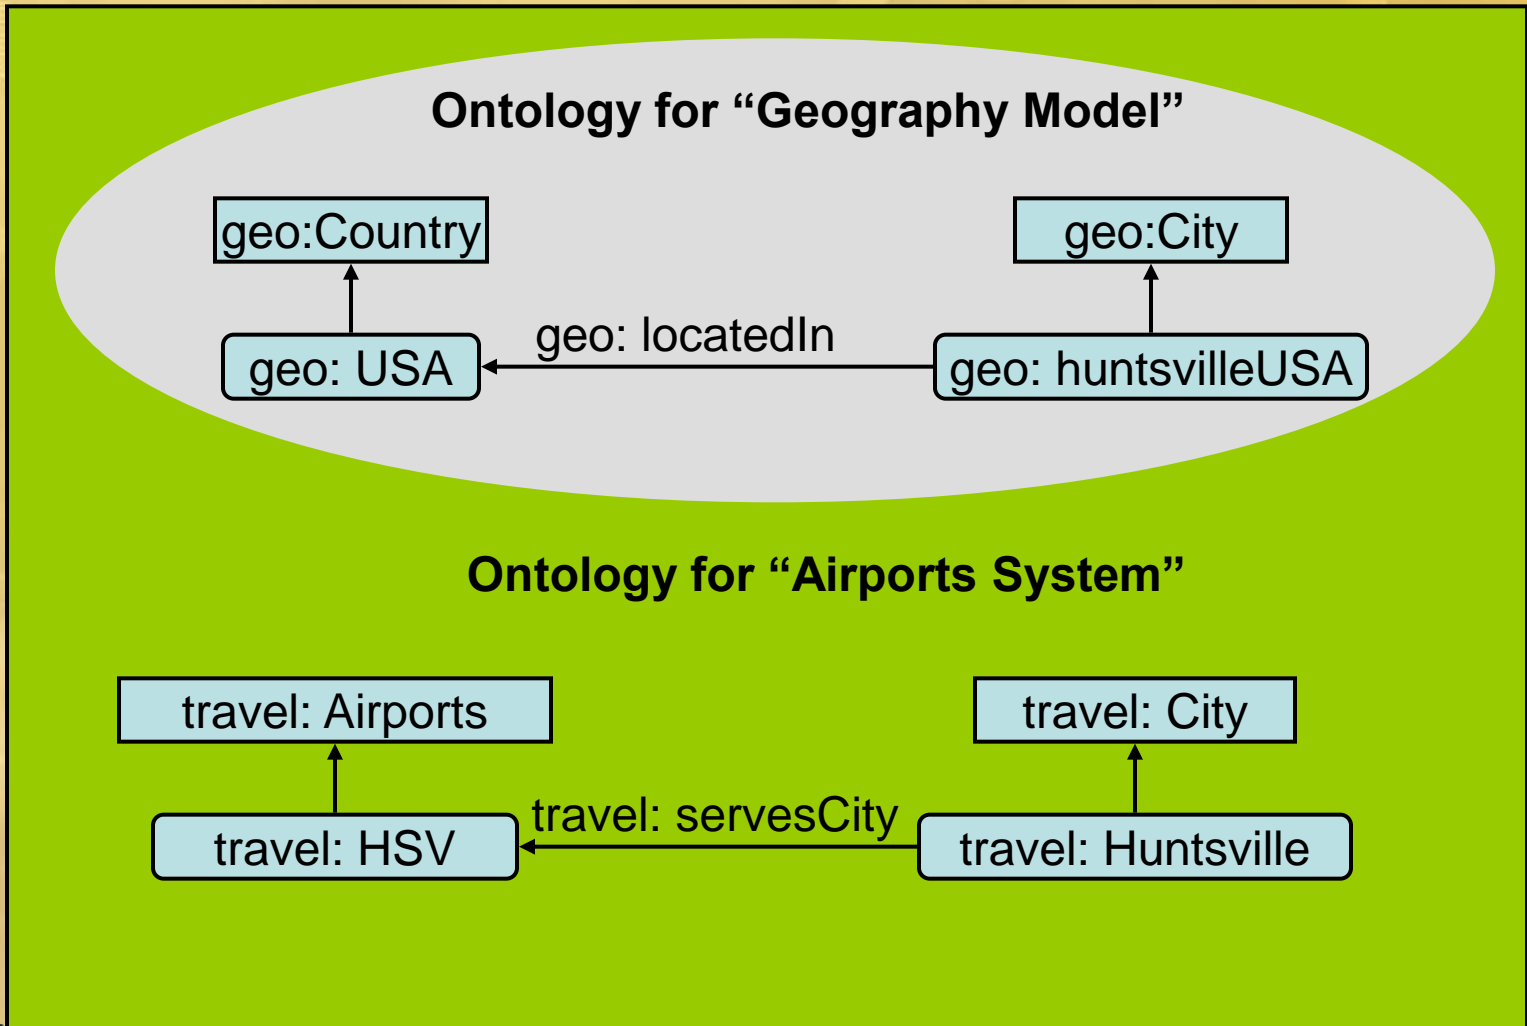 Ontology for “Geography Model”
geo:Country
geo:City
geo: locatedIn
geo: USA
geo: huntsvilleUSA
Ontology for “Airports System”
travel: Airports
travel: City
travel: servesCity
travel: HSV
travel: Huntsville